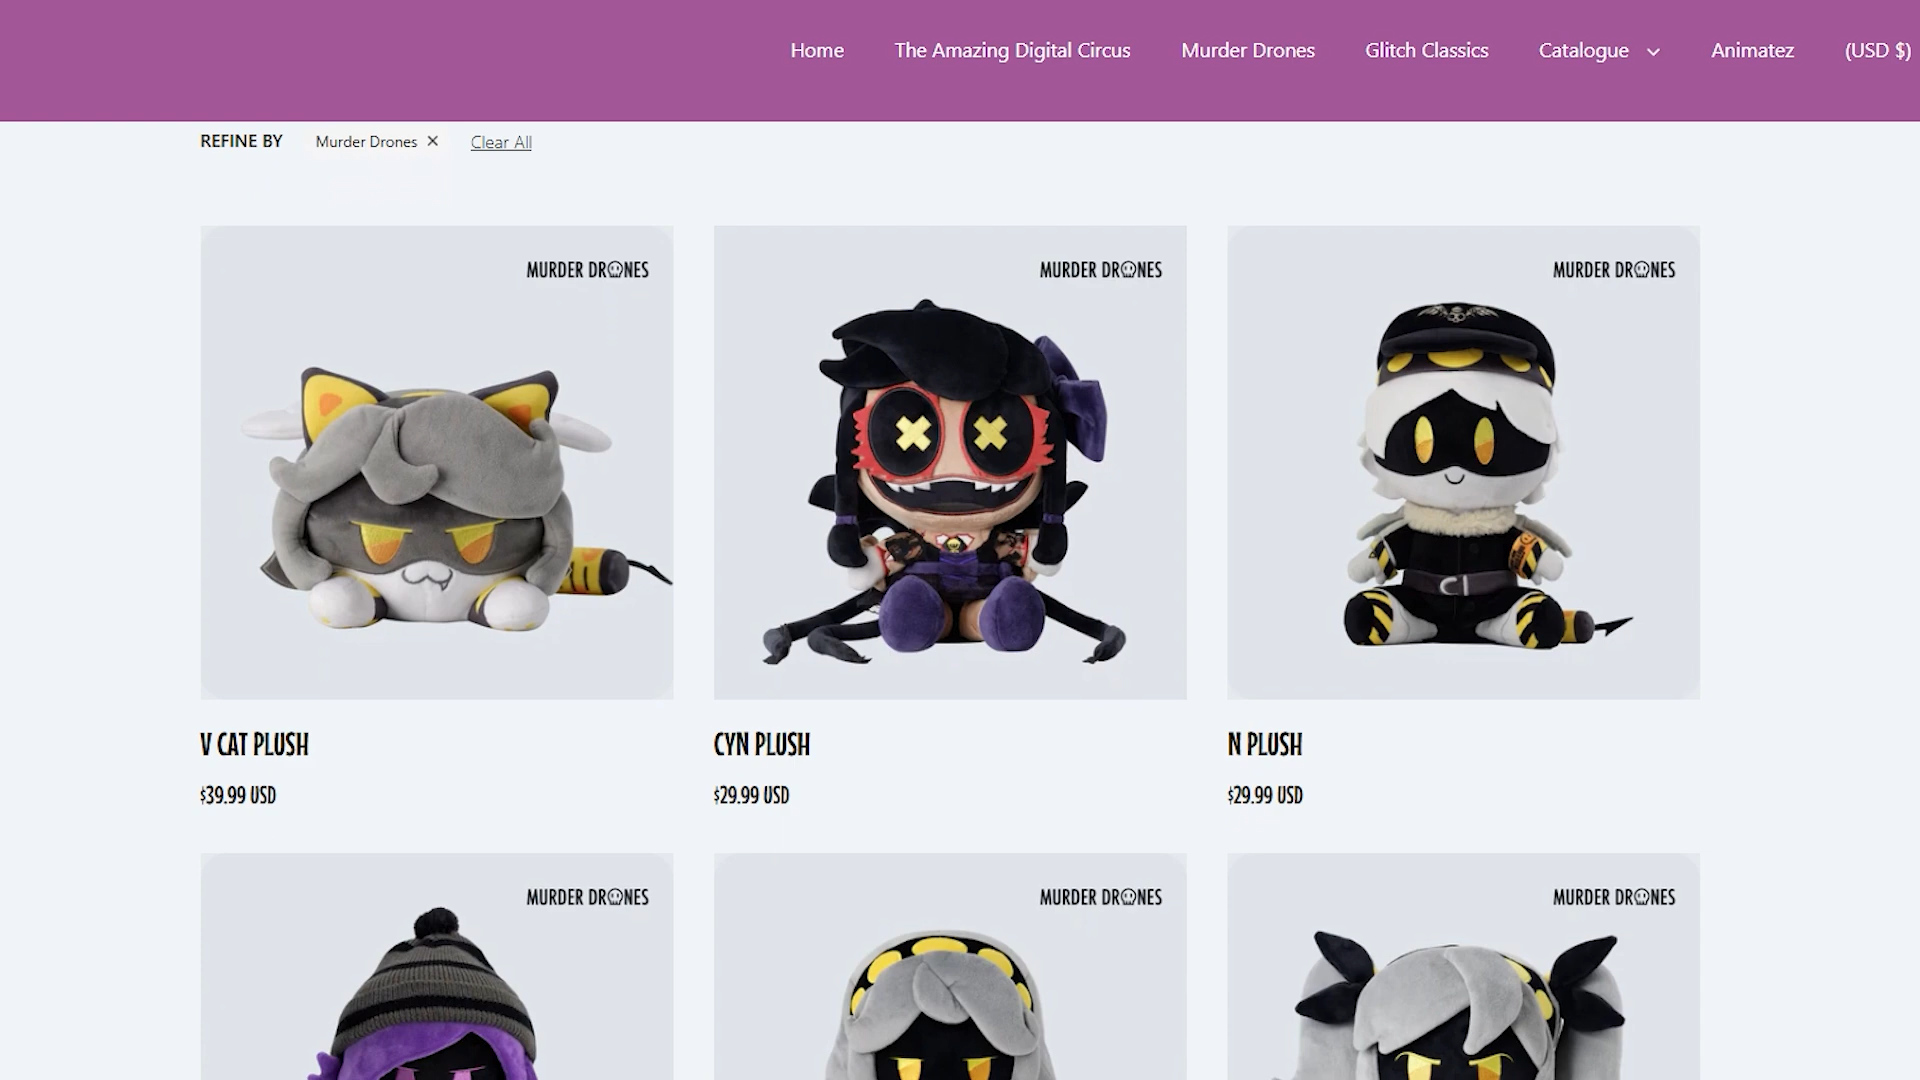 Home The Amazing Digital Circus Murder Drones Glitch Classics Catalogue Animatez (USD $)
REFINE BY Murder Drones ✕ Clear All
MURDER DRONES
MURDER DRONES
MURDER DRONES
V CAT PLUSH
$39.99 USD
CYN PLUSH
$29.99 USD
N PLUSH
$29.99 USD
MURDER DRONES
MURDER DRONES
MURDER DRONES